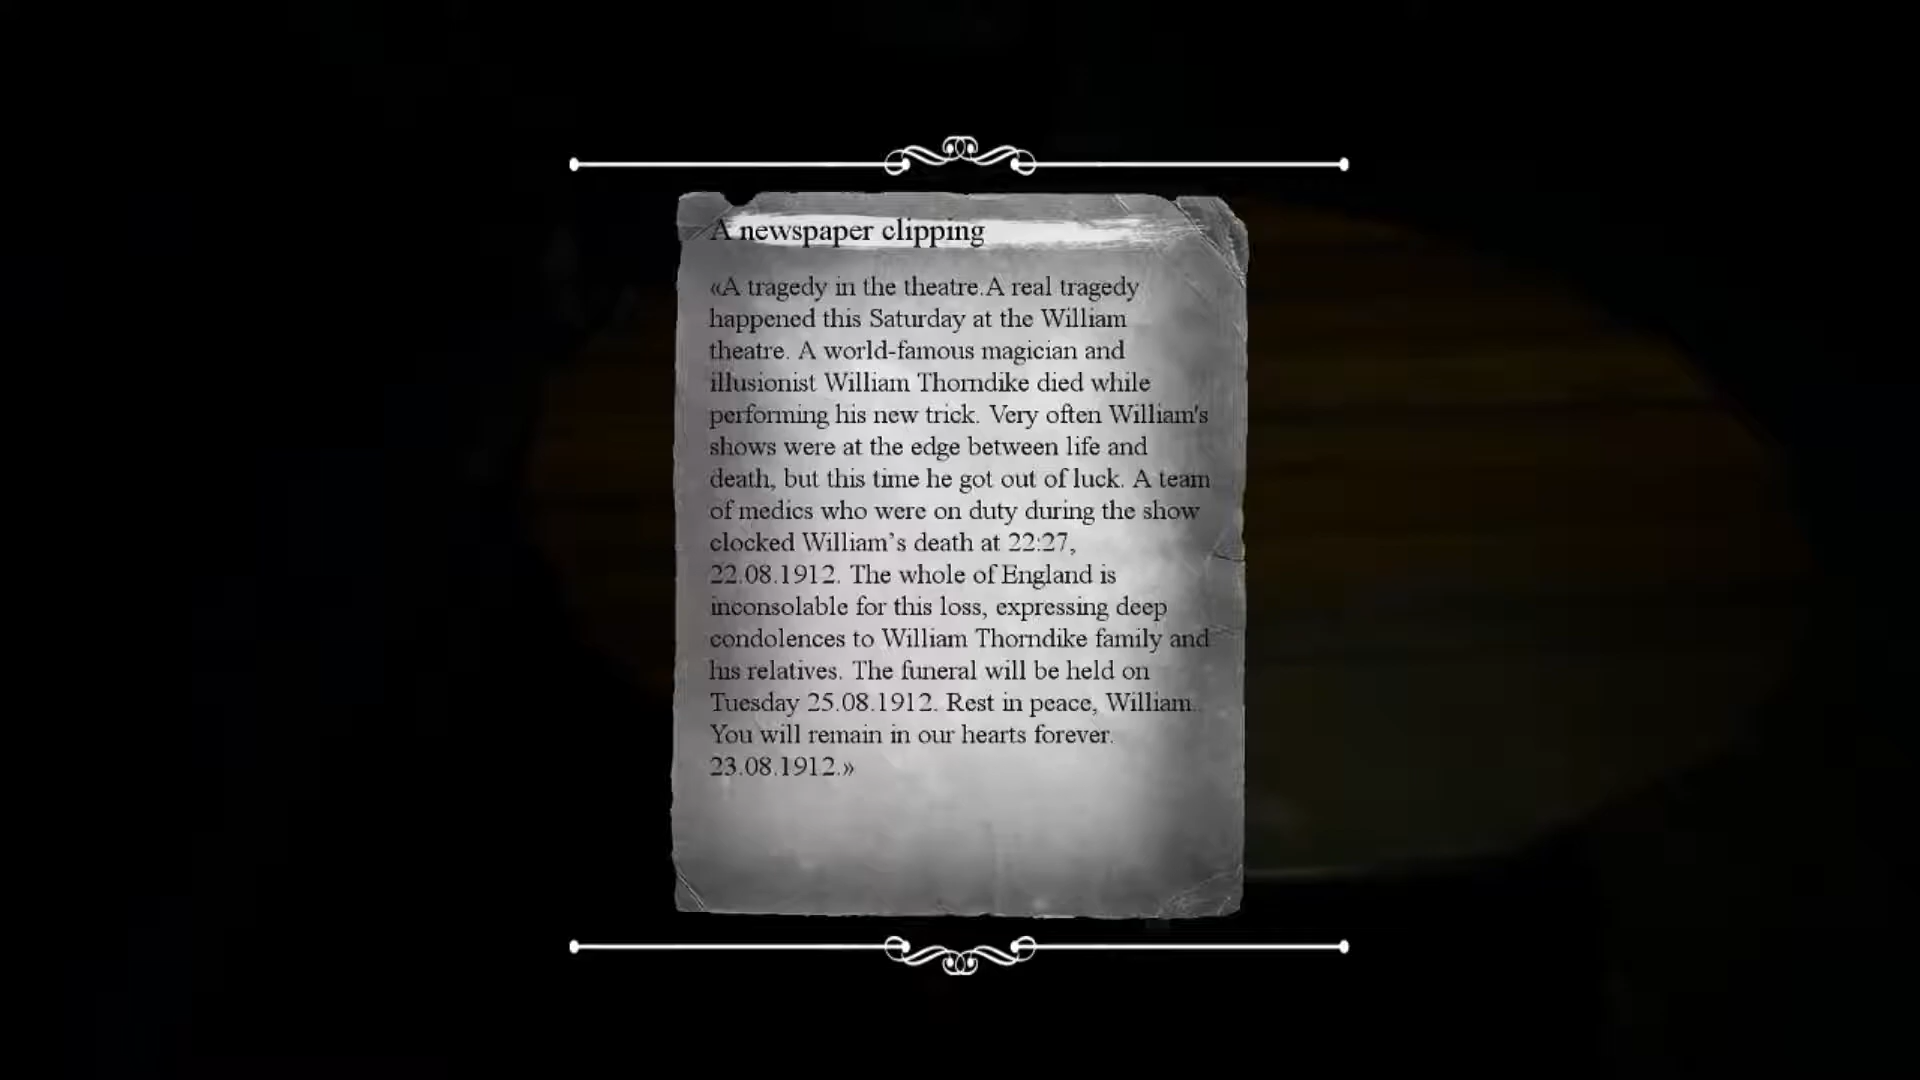 A newspaper clipping
«A tragedy in the theatre.A real tragedy
happened this Saturday at the William
theatre. A world-famous magician and
illusionist William Thorndike died while
performing his new trick. Very often William's
shows were at the edge between life and
death, but this time he got out of luck. A team
of medics who were on duty during the show
clocked William’s death at 22:27,
22.08.1912. The whole of England is
inconsolable for this loss, expressing deep
condolences to William Thorndike family and
his relatives. The funeral will be held on
Tuesday 25.08.1912. Rest in peace, William..
You will remain in our hearts forever.
23.08.1912.»